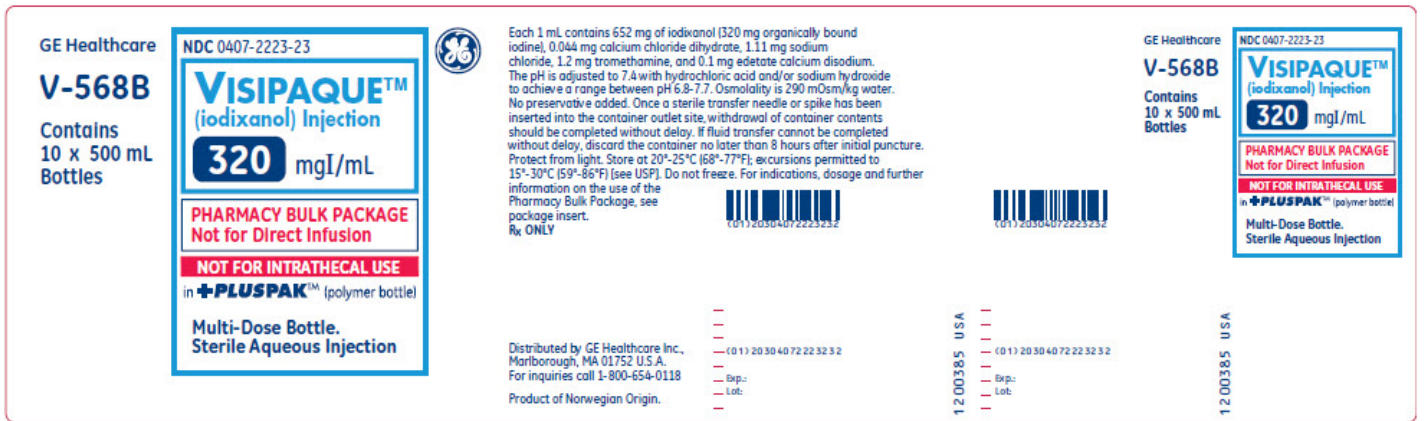 GE Healthcare
V-568B
Contains
10 x 500 mL
Bottles
NDC 0407-2223-23
VISIPAQUE™
(iodixanol) Injection
320 mgI/mL
PHARMACY BULK PACKAGE
Not for Direct Infusion
NOT FOR INTRATHECAL USE
in +PLUSPAK™ (polymer bottle)
Multi-Dose Bottle.
Sterile Aqueous Injection
Each 1 mL contains 652 mg of iodixanol (320 mg organically bound
iodine), 0.044 mg calcium chloride dihydrate, 1.11 mg sodium
chloride, 1.2 mg tromethamine, and 0.1 mg edetate calcium disodium.
The pH is adjusted to 7.4 with hydrochloric acid and/or sodium hydroxide
to achieve a range between pH 6.8-7.7. Osmolality is 290 mOsm/kg water.
No preservative added. Once a sterile transfer needle or spike has been
inserted into the container outlet site, withdrawal of container contents
should be completed without delay. If fluid transfer cannot be completed
without delay, discard the container no later than 8 hours after initial puncture.
Protect from light. Store at 20°-25°C (68°-77°F); excursions permitted to
15°-30°C (59°-86°F) [see USP]. Do not freeze. For indications, dosage and further
information on the use of the
Pharmacy Bulk Package, see
package insert.
Rx ONLY
(01)20304072223232
(01)20304072223232
Distributed by GE Healthcare Inc.,
Marlborough, MA 01752 U.S.A.
For inquiries call 1-800-654-0118
Product of Norwegian Origin.
(01)20304072223232
Exp.:
Lot:
1200385 USA
(01)20304072223232
Exp.:
Lot:
1200385 USA
GE Healthcare
V-568B
Contains
10 x 500 mL
Bottles
NDC 0407-2223-23
VISIPAQUE™
(iodixanol) Injection
320 mgI/mL
PHARMACY BULK PACKAGE
Not for Direct Infusion
NOT FOR INTRATHECAL USE
in +PLUSPAK™ (polymer bottle)
Multi-Dose Bottle.
Sterile Aqueous Injection